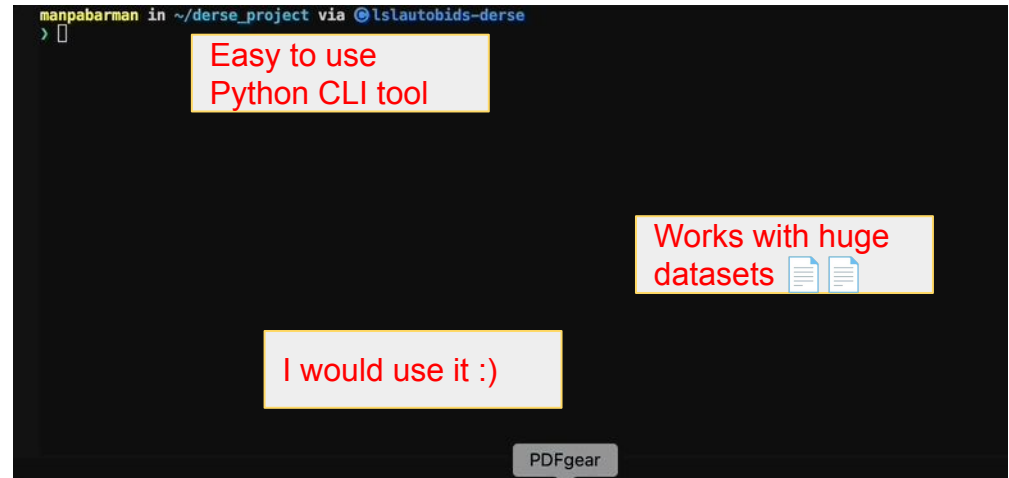 manpabarman in ~/derse_project via ©lslautobids-derse
❯
Easy to use
Python CLI tool
Works with huge
datasets 📄📄
I would use it :)
PDFgear